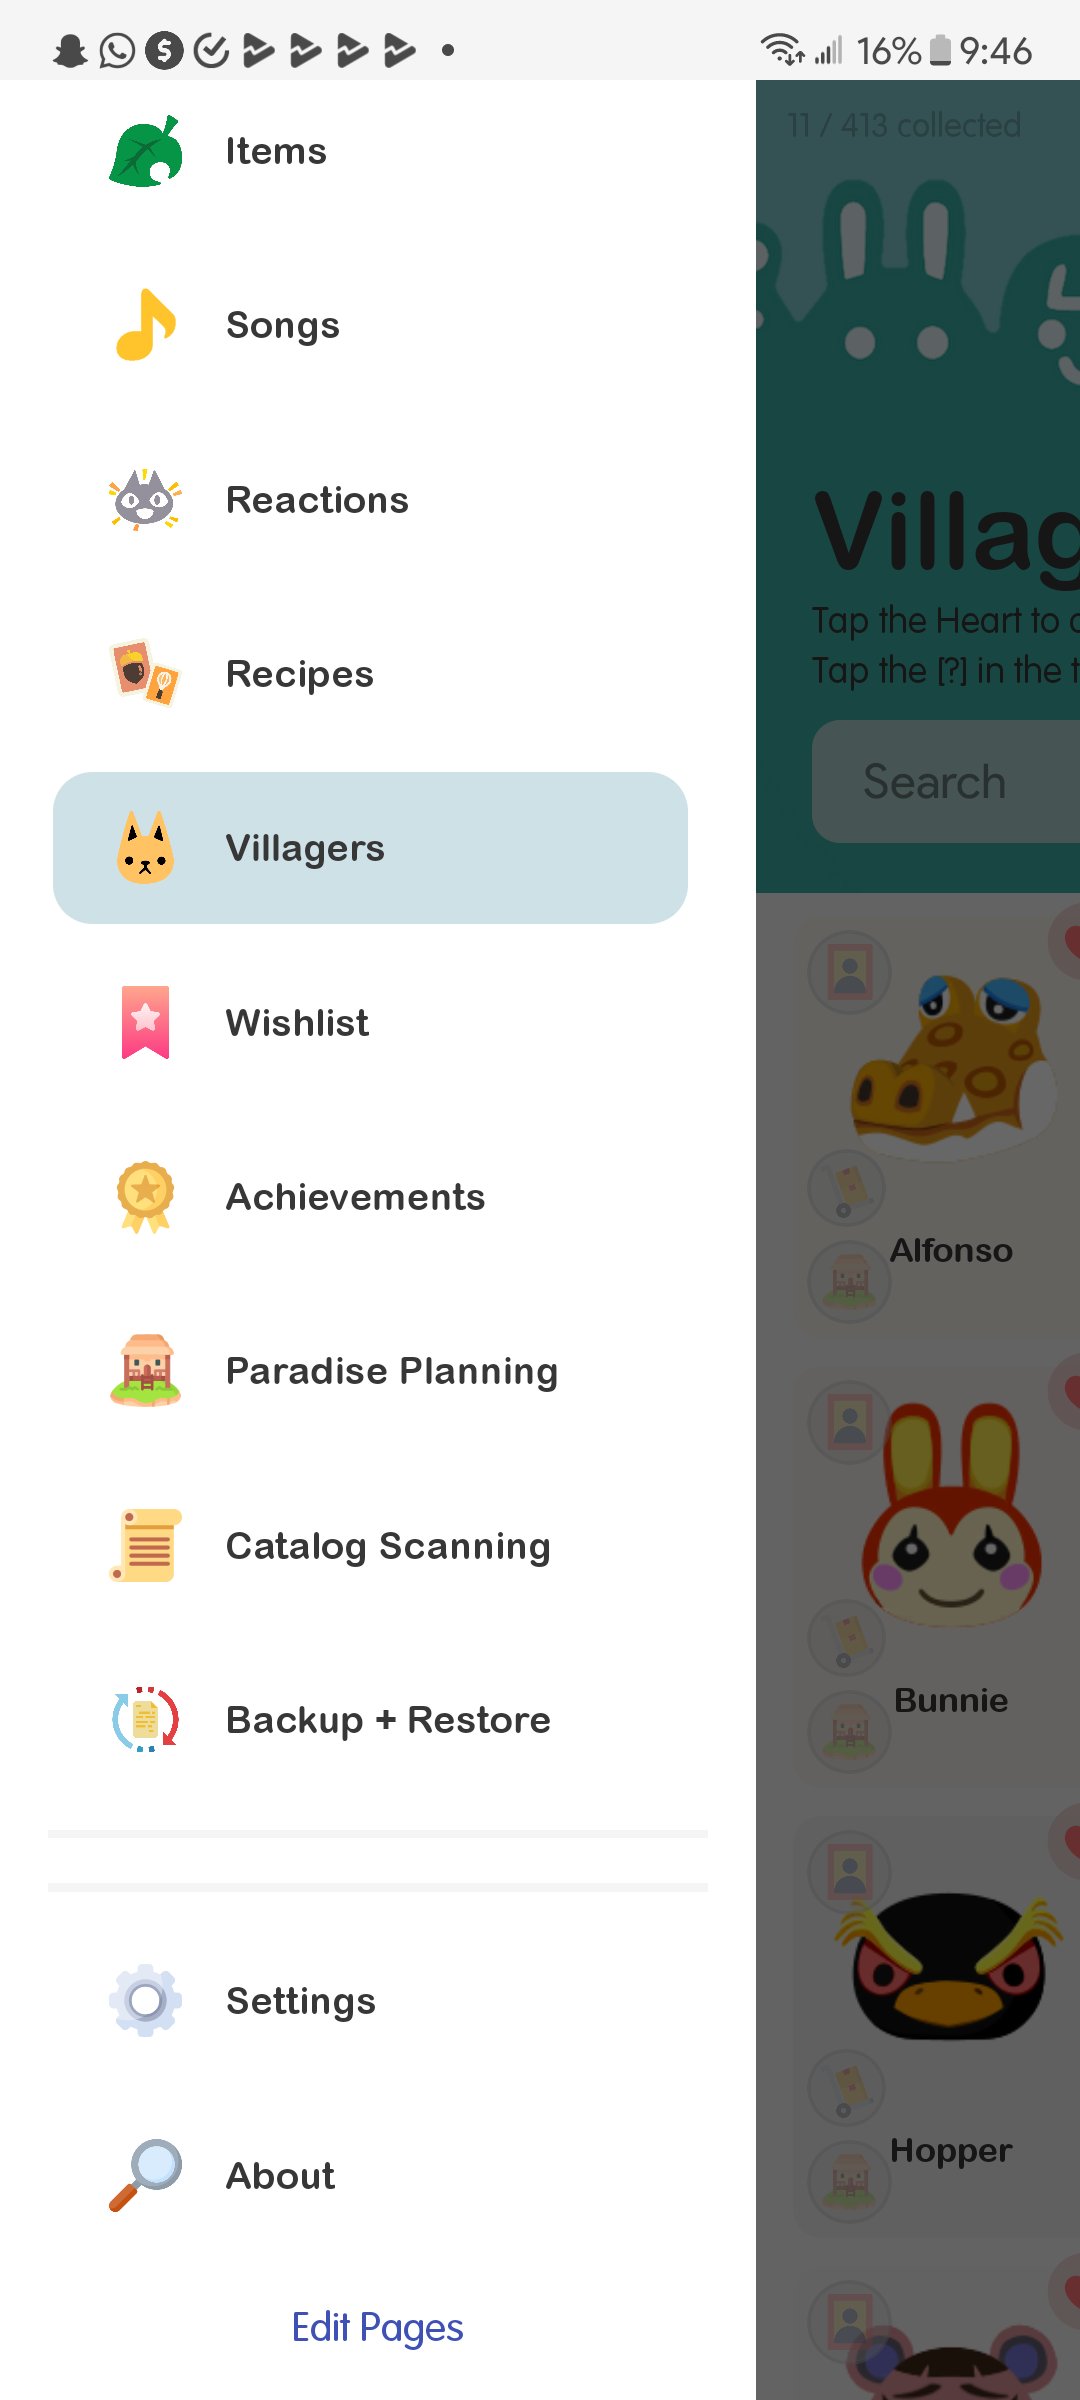 16% 9:46
Items
Songs
Reactions
Recipes
Villagers
Wishlist
Achievements
Paradise Planning
Catalog Scanning
Backup + Restore
Settings
About
Edit Pages
11 / 413 collected
Villag
Tap the Heart to
Tap the [?] in the
Search
Alfonso
Bunnie
Hopper